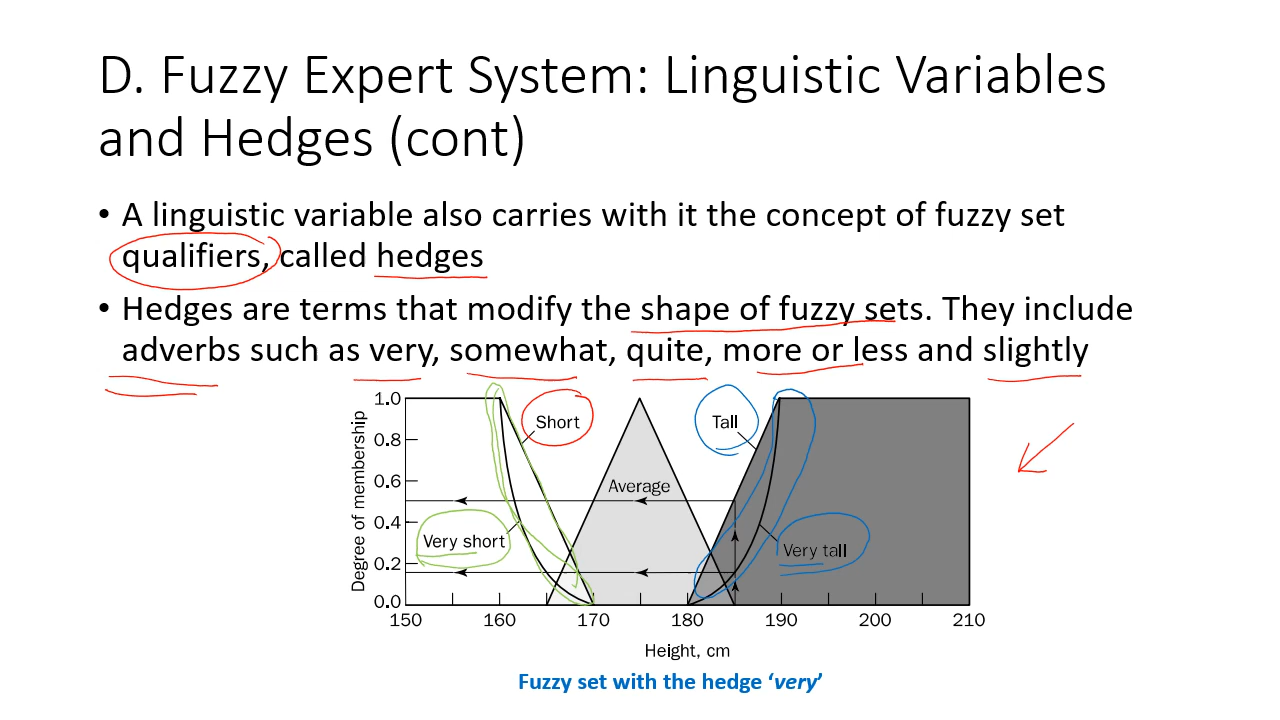 D. Fuzzy Expert System: Linguistic Variables
and Hedges (cont)
• A linguistic variable also carries with it the concept of fuzzy set
qualifiers, called hedges
• Hedges are terms that modify the shape of fuzzy sets. They include
adverbs such as very, somewhat, quite, more or less and slightly
Degree of membership
1.0
0.8
0.6
0.4
0.2
0.0
Short
Tall
Average
Very short
Very tall
150 160 170 180 190 200 210
Height, cm
Fuzzy set with the hedge ‘very’